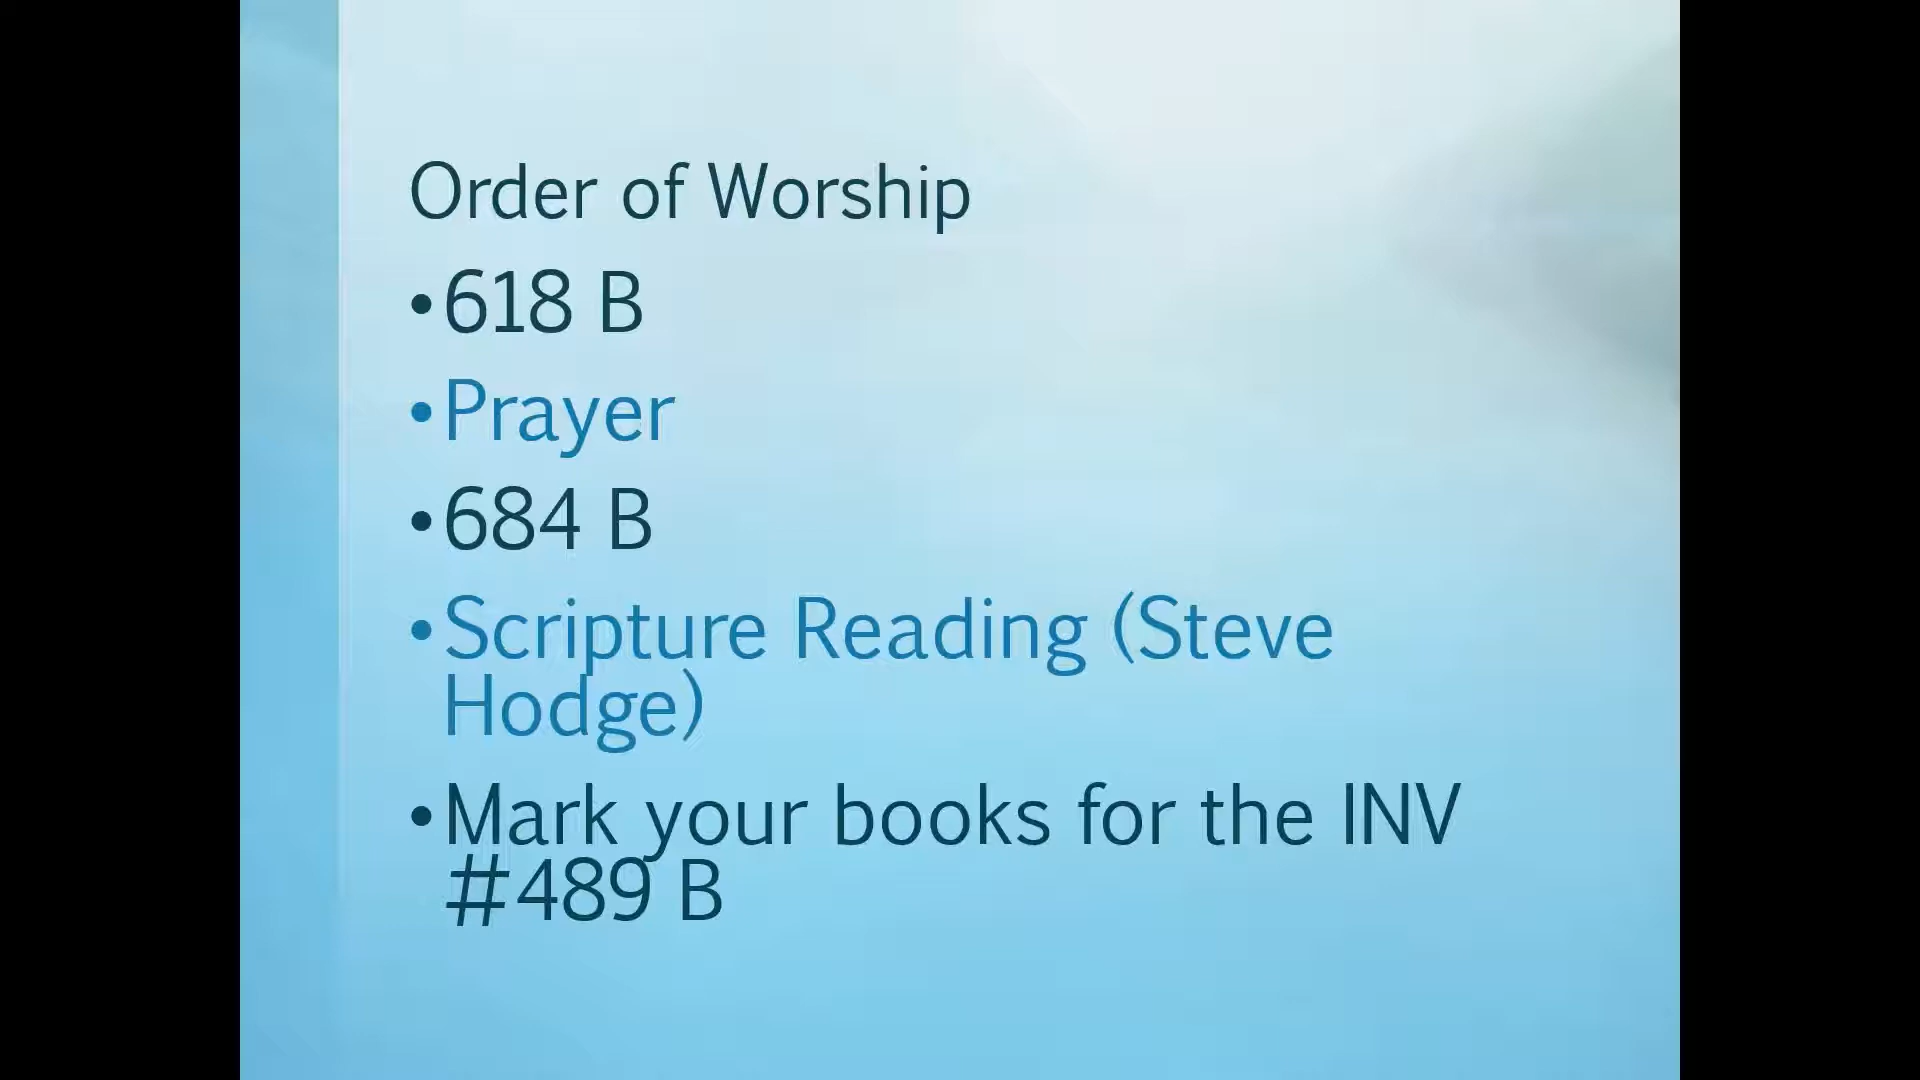 Order of Worship
•618 B
•Prayer
•684 B
•Scripture Reading (Steve
Hodge)
•Mark your books for the INV
#489 B